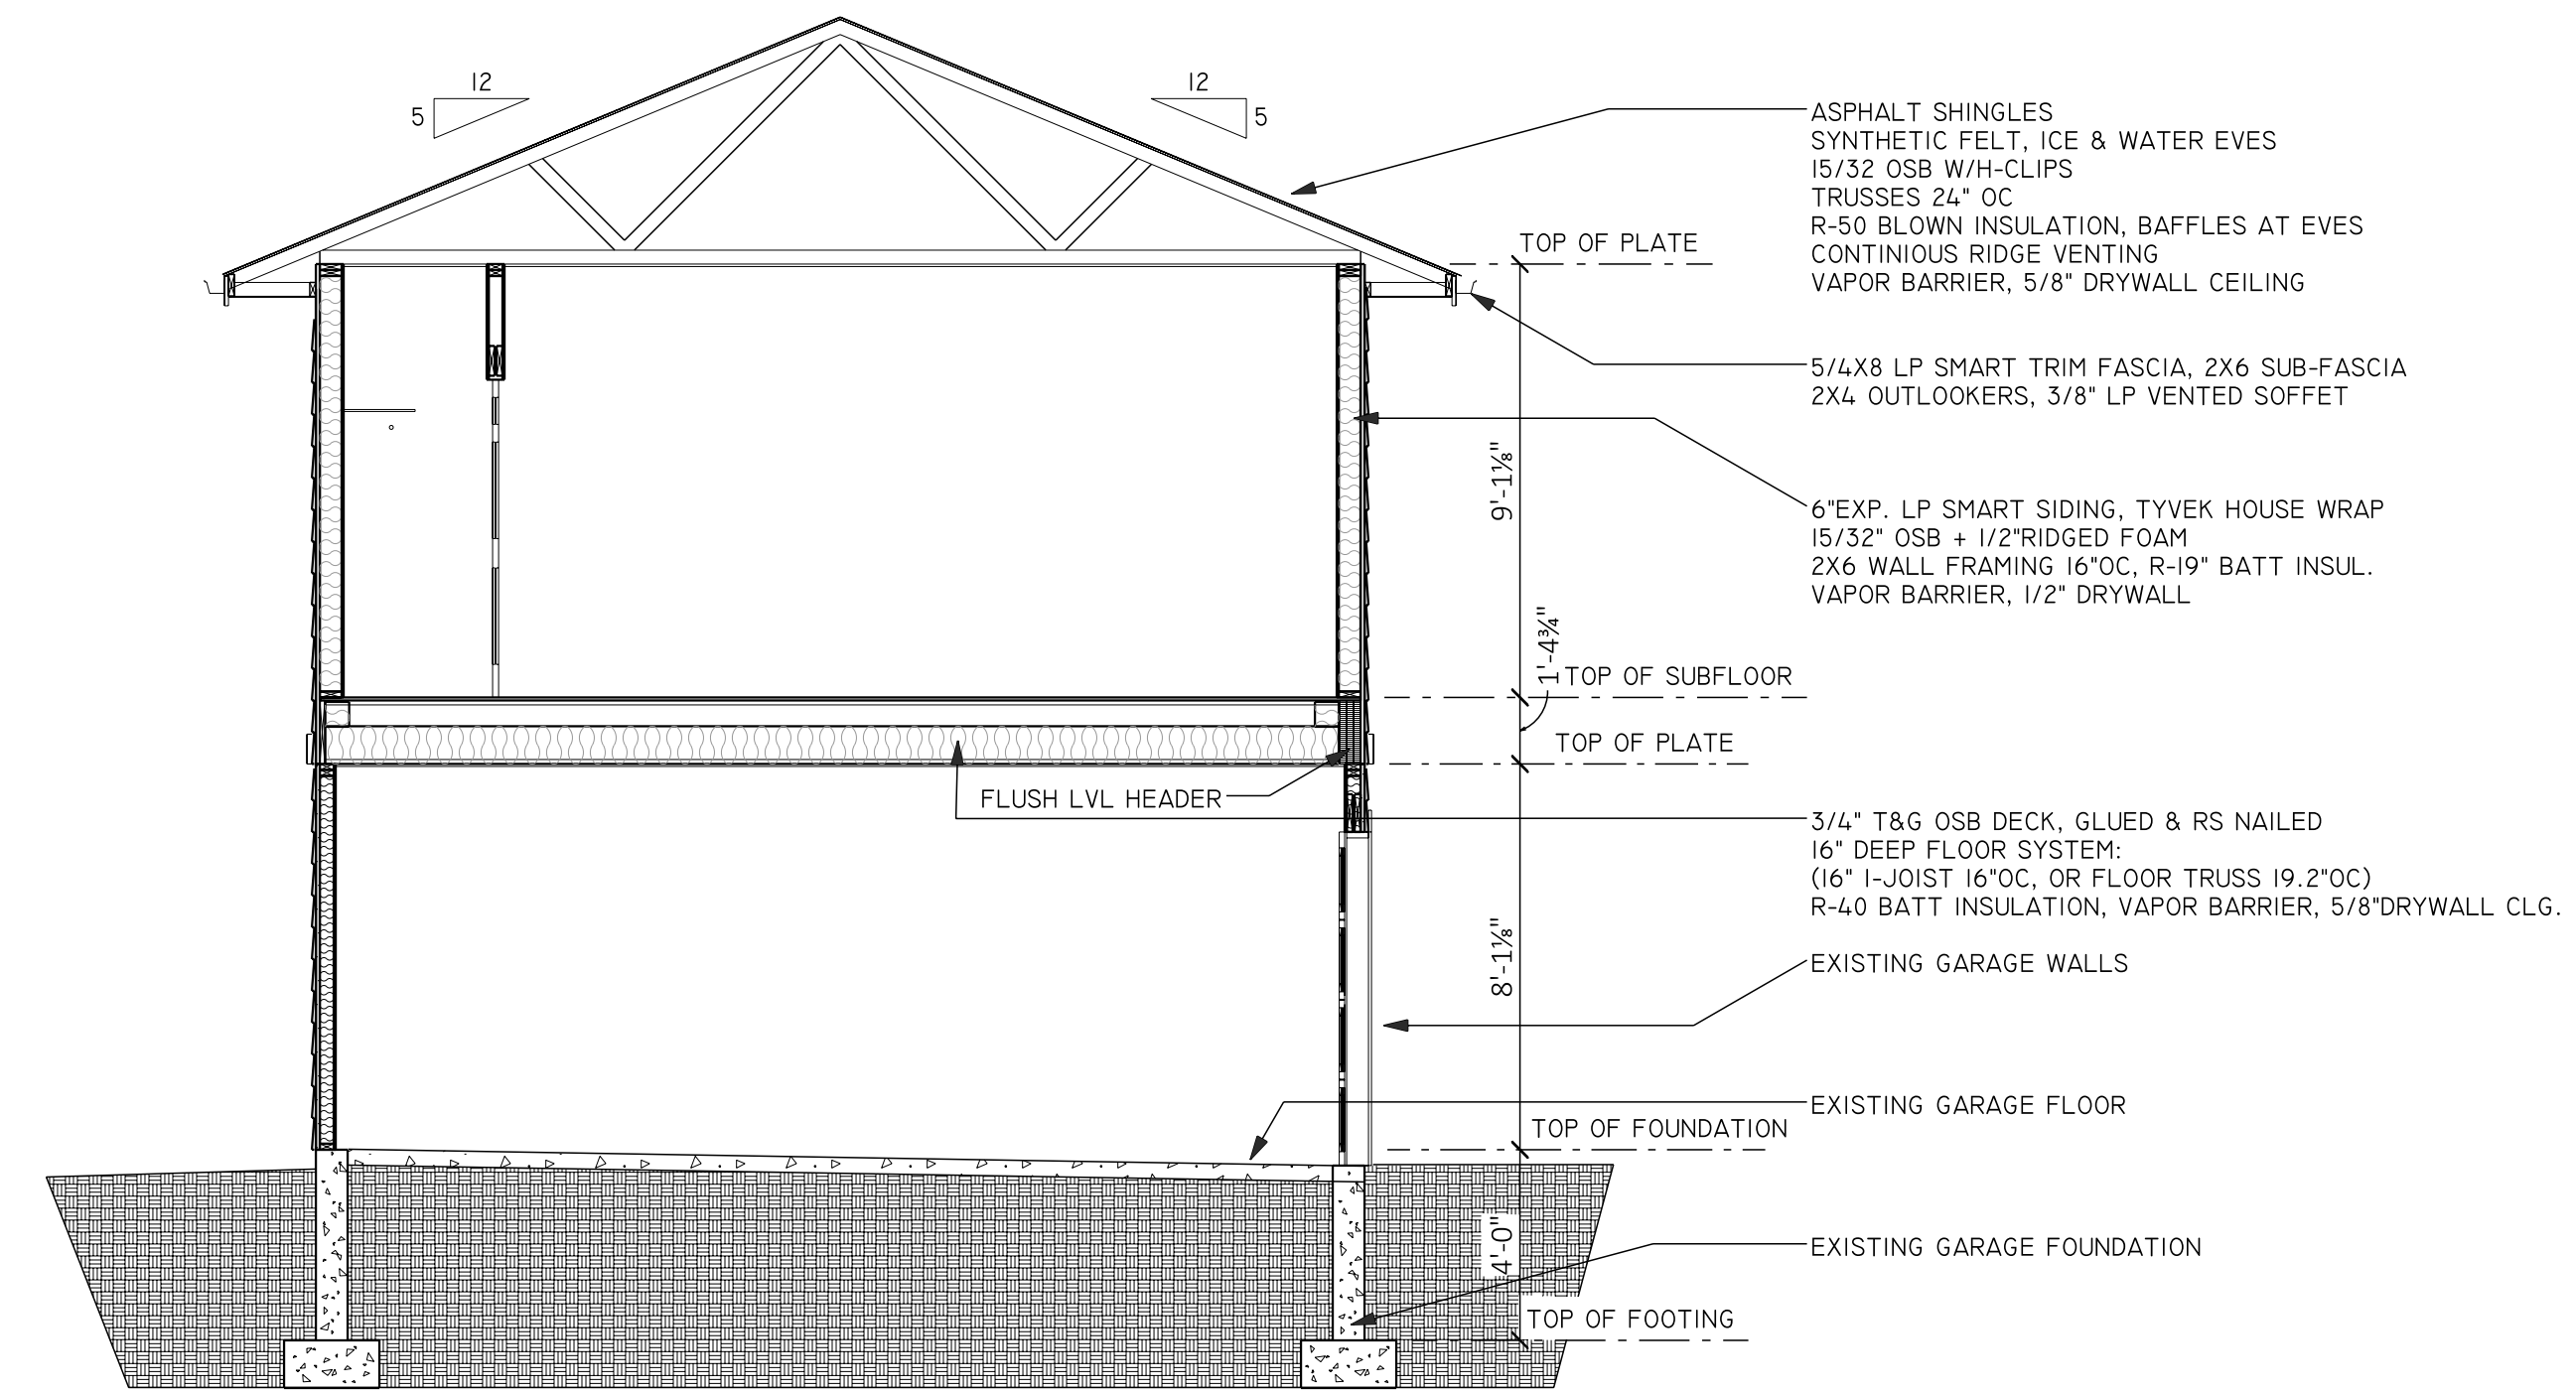 12
5
12
5
ASPHALT SHINGLES
SYNTHETIC FELT, ICE & WATER EVES
15/32 OSB W/H-CLIPS
TRUSSES 24" OC
R-50 BLOWN INSULATION, BAFFLES AT EVES
CONTINIOUS RIDGE VENTING
VAPOR BARRIER, 5/8" DRYWALL CEILING
TOP OF PLATE
5/4X8 LP SMART TRIM FASCIA, 2X6 SUB-FASCIA
2X4 OUTLOOKERS, 3/8" LP VENTED SOFFET
9'-1⅛"
6"EXP. LP SMART SIDING, TYVEK HOUSE WRAP
15/32" OSB + 1/2"RIDGED FOAM
2X6 WALL FRAMING 16"OC, R-19" BATT INSUL.
VAPOR BARRIER, 1/2" DRYWALL
1'-4¾"
TOP OF SUBFLOOR
TOP OF PLATE
FLUSH LVL HEADER
3/4" T&G OSB DECK, GLUED & RS NAILED
16" DEEP FLOOR SYSTEM:
(16" I-JOIST 16"OC, OR FLOOR TRUSS 19.2"OC)
R-40 BATT INSULATION, VAPOR BARRIER, 5/8"DRYWALL CLG.
8'-1⅛"
EXISTING GARAGE WALLS
EXISTING GARAGE FLOOR
TOP OF FOUNDATION
4'-0"
EXISTING GARAGE FOUNDATION
TOP OF FOOTING